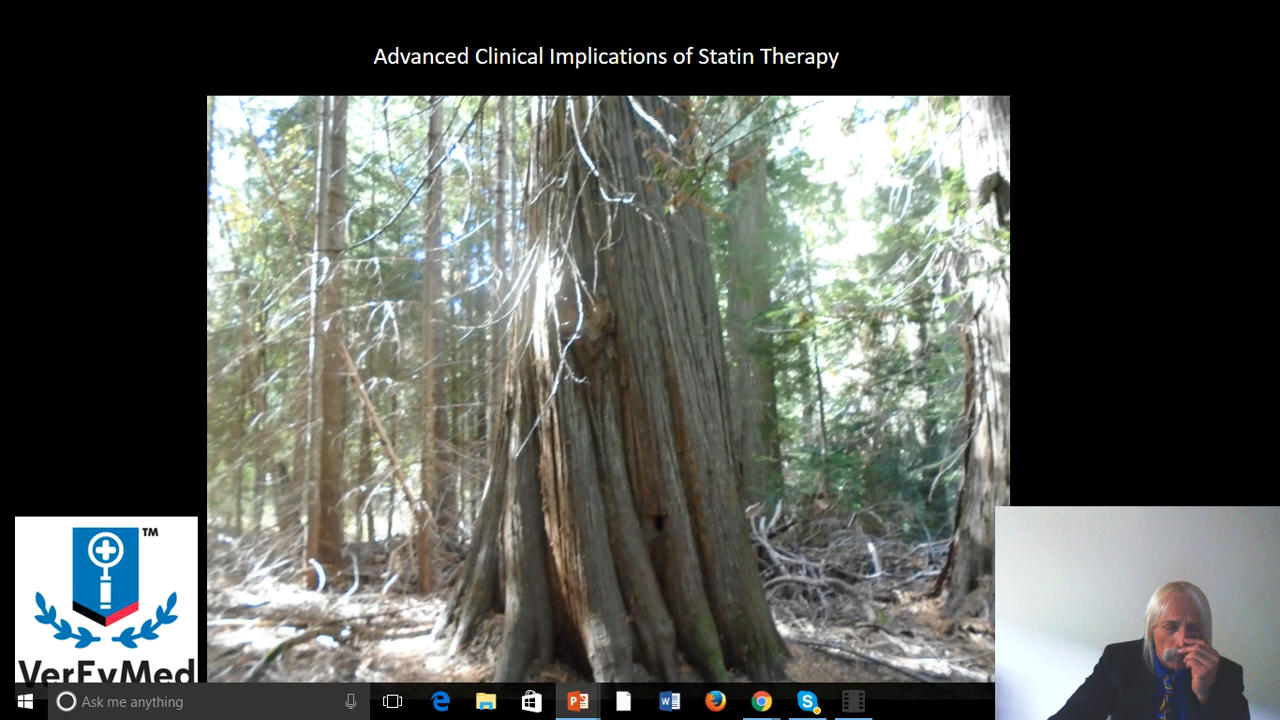 Advanced Clinical Implications of Statin Therapy
TM
VerEyMed
Ask me anything